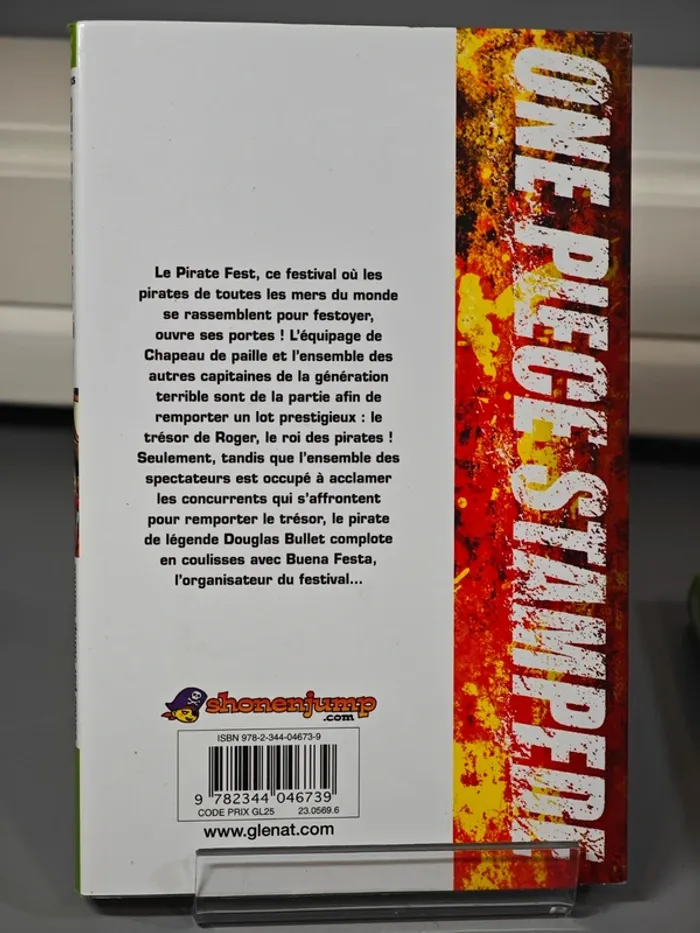 Le Pirate Fest, ce festival où les
pirates de toutes les mers du monde
se rassemblent pour festoyer,
ouvre ses portes ! L'équipage de
Chapeau de paille et l'ensemble des
autres capitaines de la génération
terrible sont de la partie afin de
remporter un lot prestigieux : le
trésor de Roger, le roi des pirates !
Seulement, tandis que l'ensemble des
spectateurs est occupé à acclamer
les concurrents qui s'affrontent
pour remporter le trésor, le pirate
de légende Douglas Bullet complote
en coulisses avec Buena Festa,
l'organisateur du festival...
shonenjump
.com
ISBN 978-2-344-04673-9
9 782344 046739
CODE PRIX GL25 23.0569.6
www.glenat.com
ONE PIECE STAMPEDE